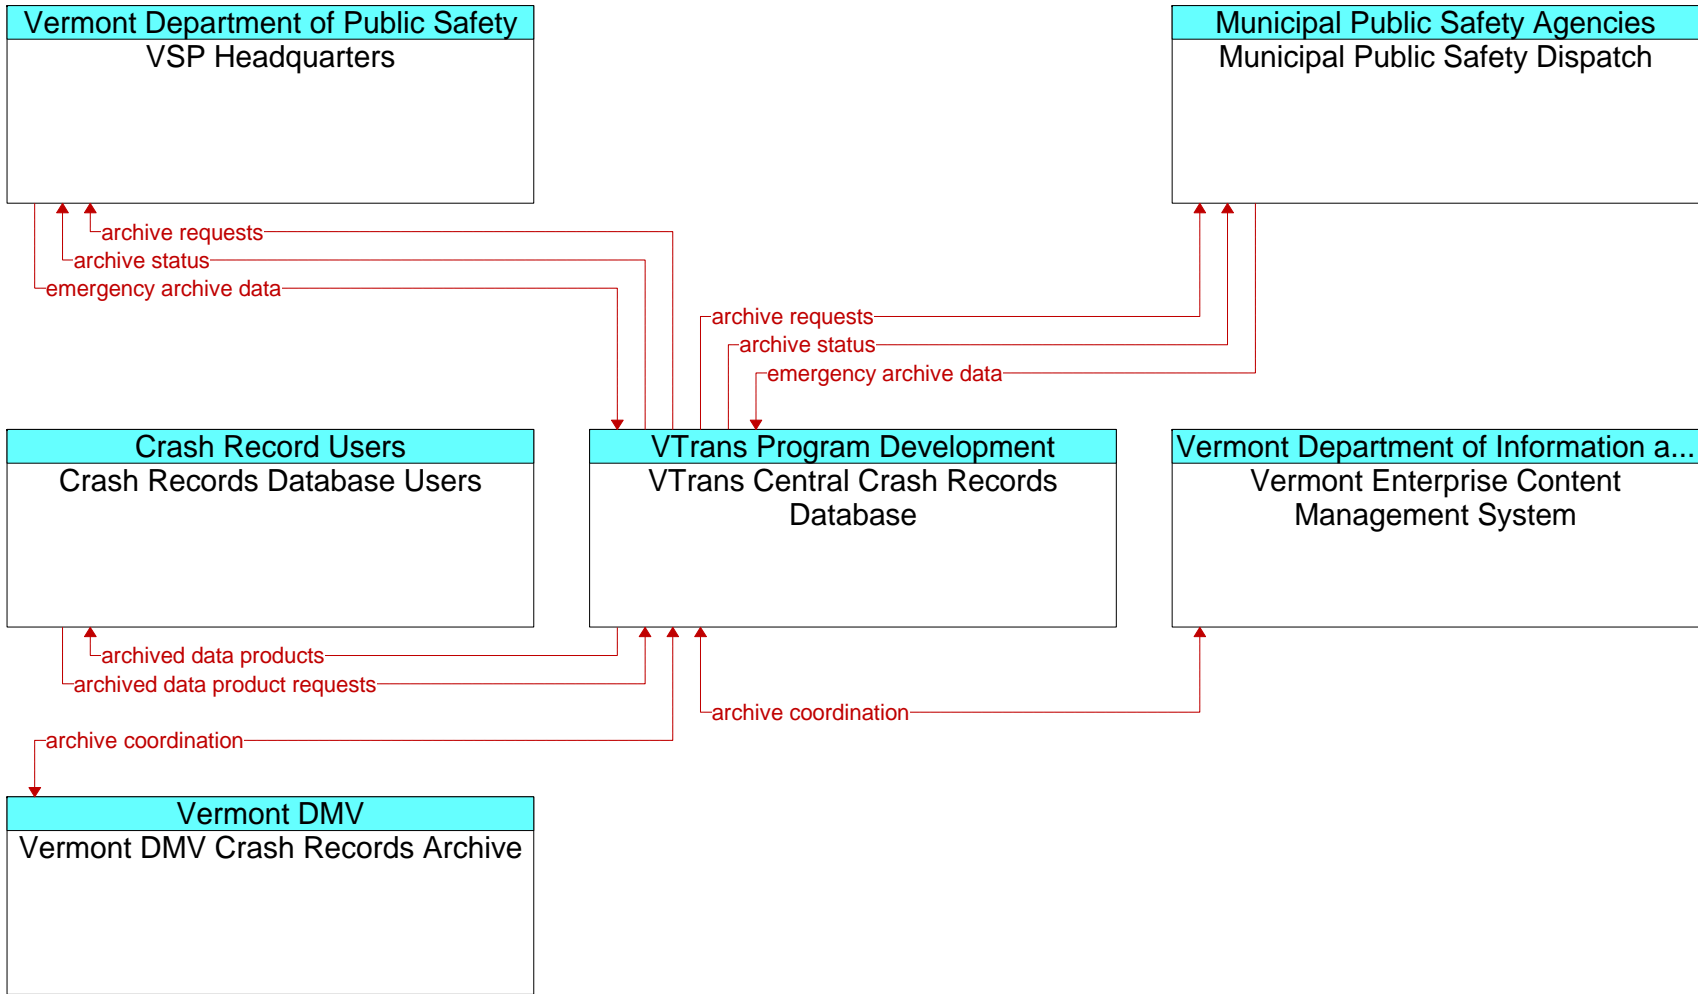 Vermont Department of Public Safety
VSP Headquarters
Municipal Public Safety Agencies
Municipal Public Safety Dispatch
archive requests
archive status
emergency archive data
archive requests
archive status
emergency archive data
Crash Record Users
Crash Records Database Users
VTrans Program Development
VTrans Central Crash Records
Database
Vermont Department of Information a...
Vermont Enterprise Content
Management System
archived data products
archived data product requests
archive coordination
archive coordination
Vermont DMV
Vermont DMV Crash Records Archive